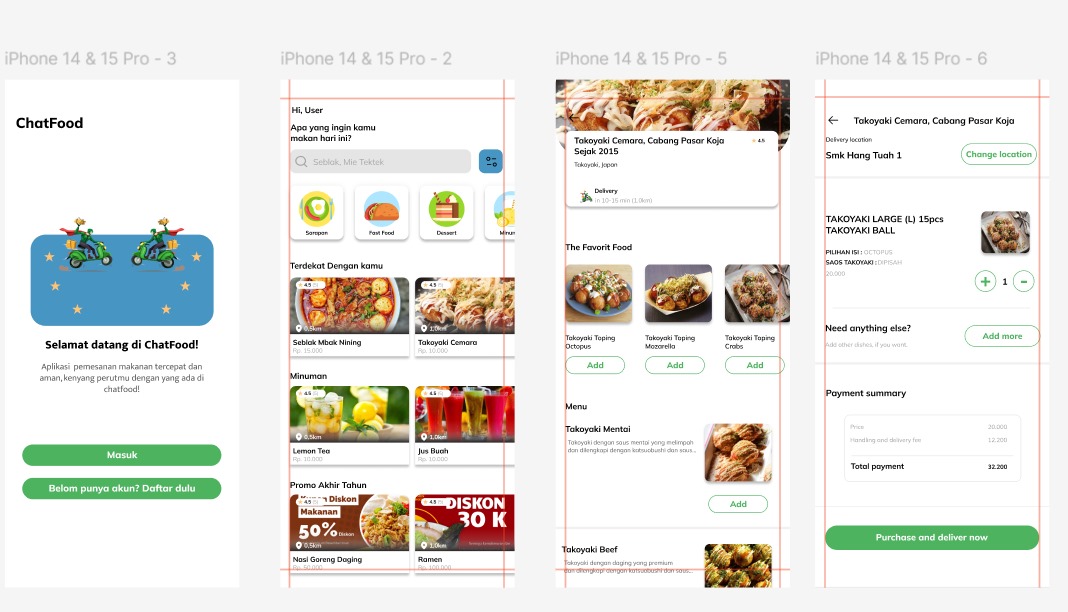 iPhone 14 & 15 Pro - 3
ChatFood
Selamat datang di ChatFood!
Aplikasi pemesanan makanan tercepat dan
aman,kenyang perutmu dengan yang ada di
chatfood!
Masuk
Belom punya akun? Daftar dulu
iPhone 14 & 15 Pro - 2
Hi, User
Apa yang ingin kamu
makan hari ini?
Seblak, Mie Tektek
Sarapan
Fast Food
Dessert
Minun
Terdekat Dengan kamu
4.5
0,5km
Seblak Mbak Nining
Rp. 15.000
4.5
1,0km
Takoyaki Cemara
Rp. 10.000
Minuman
4.5
0,5km
Lemon Tea
Rp. 10.000
4.5
1,0km
Jus Buah
Rp. 10.000
Promo Akhir Tahun
4.5
Kupon Diskon
Makanan
50%
Diskon
0,5km
Nasi Goreng Daging
4.5
DISKON
30 K
1,0km
Ramen
iPhone 14 & 15 Pro - 5
Takoyaki Cemara, Cabang Pasar Koja
Sejak 2015
4.5
Takoyaki, Japan
Delivery
in 10-15 min (1,0km)
The Favorit Food
Takoyaki Toping
Octopus
Add
Takoyaki Toping
Mozarella
Add
Takoyaki Toping
Crabs
Add
Menu
Takoyaki Mentai
Takoyaki dengan saus mentai yang melimpah
dan dilengkapi dengan katsuobushi dan saus...
Add
Takoyaki Beef
Takoyaki dengan daging yang premium
dan dilengkapi dengan katsuobushi dan saus...
iPhone 14 & 15 Pro - 6
Takoyaki Cemara, Cabang Pasar Koja
Delivery location
Smk Hang Tuah 1
Change location
TAKOYAKI LARGE (L) 15pcs
TAKOYAKI BALL
PILIHAN ISI : OCTOPUS
SAOS TAKOYAKI :DIPISAH
20.000
+ 1 -
Need anything else?
Add other dishes, if you want.
Add more
Payment summary
Price 20.000
Handling and delivery fee 12.200
Total payment 32.200
Purchase and deliver now